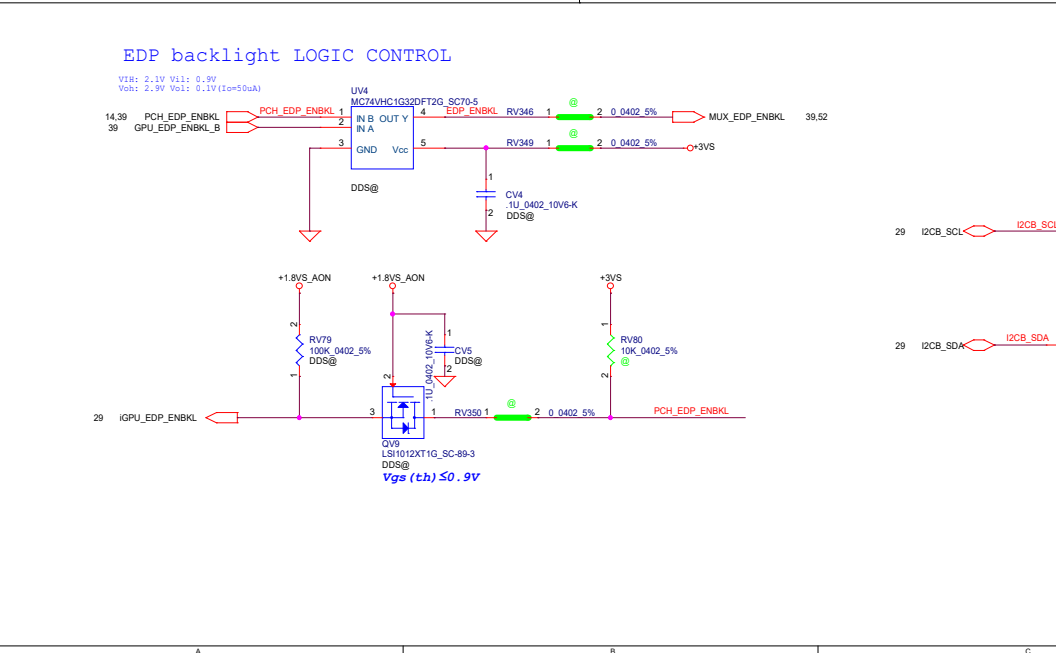 EDP backlight LOGIC CONTROL
VIH: 2.1V Vil: 0.9V
Voh: 2.9V Vol: 0.1V(Io=50uA)
UV4
MC74VHC1G32DFT2G_SC70-5
14,39 PCH_EDP_ENBKL PCH_EDP_ENBKL 1 IN B OUT Y 4 EDP_ENBKL RV346 1 @ 2 0_0402_5% MUX_EDP_ENBKL 39,52
39 GPU_EDP_ENBKL_B 2 IN A
3 GND Vcc 5 RV349 1 @ 2 0_0402_5% +3VS
DDS@
1
CV4
.1U_0402_10V6-K
2 DDS@
29 I2CB_SCL I2CB_SCL
+1.8VS_AON +1.8VS_AON +3VS
2
RV79
100K_0402_5%
DDS@
1
1
CV5
DDS@
2
.1U_0402_10V6-K
1
RV80
10K_0402_5%
@
2
29 I2CB_SDA I2CB_SDA
2
29 iGPU_EDP_ENBKL 3 1 RV350 1 @ 2 0_0402_5% PCH_EDP_ENBKL
QV9
LSI1012XT1G_SC-89-3
DDS@
Vgs(th)≤0.9V
A B C